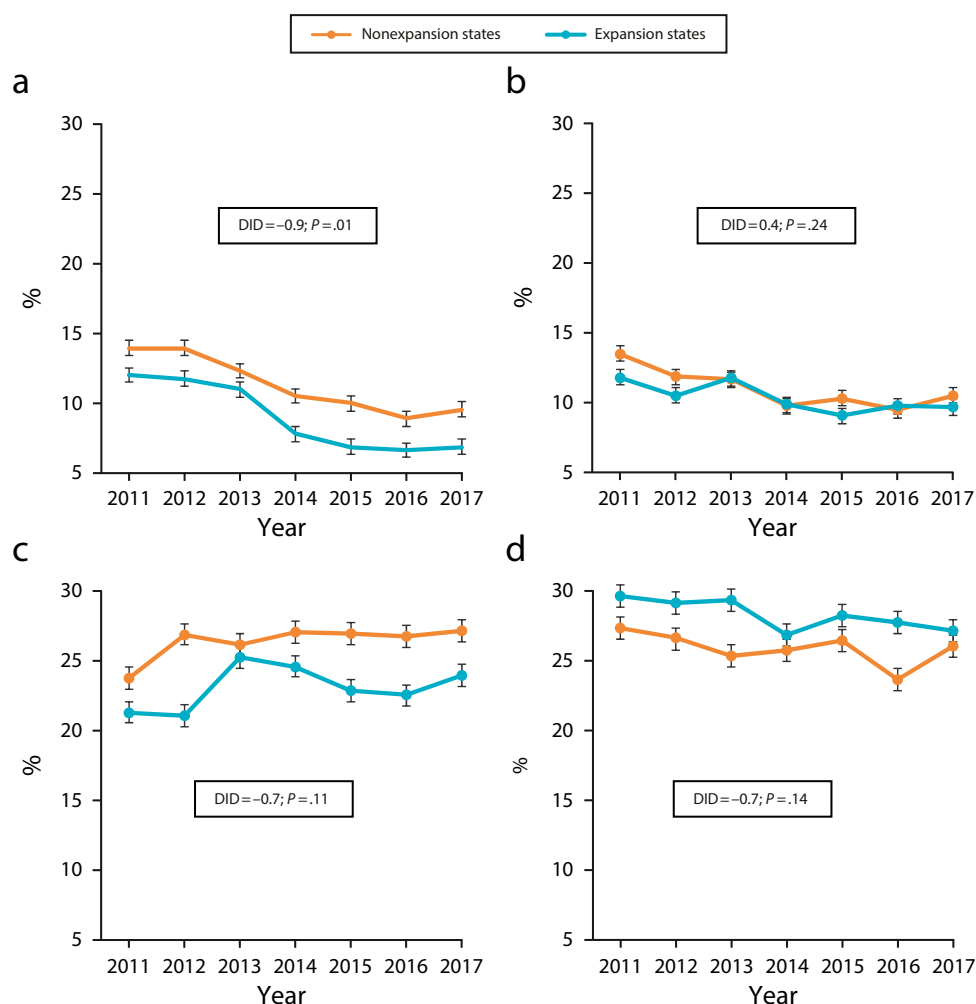 Nonexpansion states Expansion states
a
30
25
20
15
10
5
%
DID=–0.9; P=.01
2011 2012 2013 2014 2015 2016 2017
Year
b
30
25
20
15
10
5
%
DID=0.4; P=.24
2011 2012 2013 2014 2015 2016 2017
Year
c
30
25
20
15
10
5
%
DID=–0.7; P=.11
2011 2012 2013 2014 2015 2016 2017
Year
d
30
25
20
15
10
5
%
DID=–0.7; P=.14
2011 2012 2013 2014 2015 2016 2017
Year